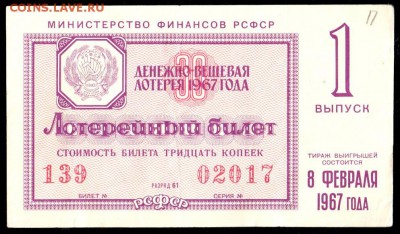 COINS.LAVE.RU
МИНИСТЕРСТВО ФИНАНСОВ РСФСР
17
30
ДЕНЕЖНО-ВЕЩЕВАЯ
ЛОТЕРЕЯ 1967 ГОДА
Лотерейный билет
СТОИМОСТЬ БИЛЕТА ТРИДЦАТЬ КОПЕЕК
139 02017
РАЗРЯД 61
БИЛЕТ № СЕРИЯ №
РСФСР
1
ВЫПУСК
ТИРАЖ ВЫИГРЫШЕЙ
СОСТОИТСЯ
8 ФЕВРАЛЯ
1967 ГОДА